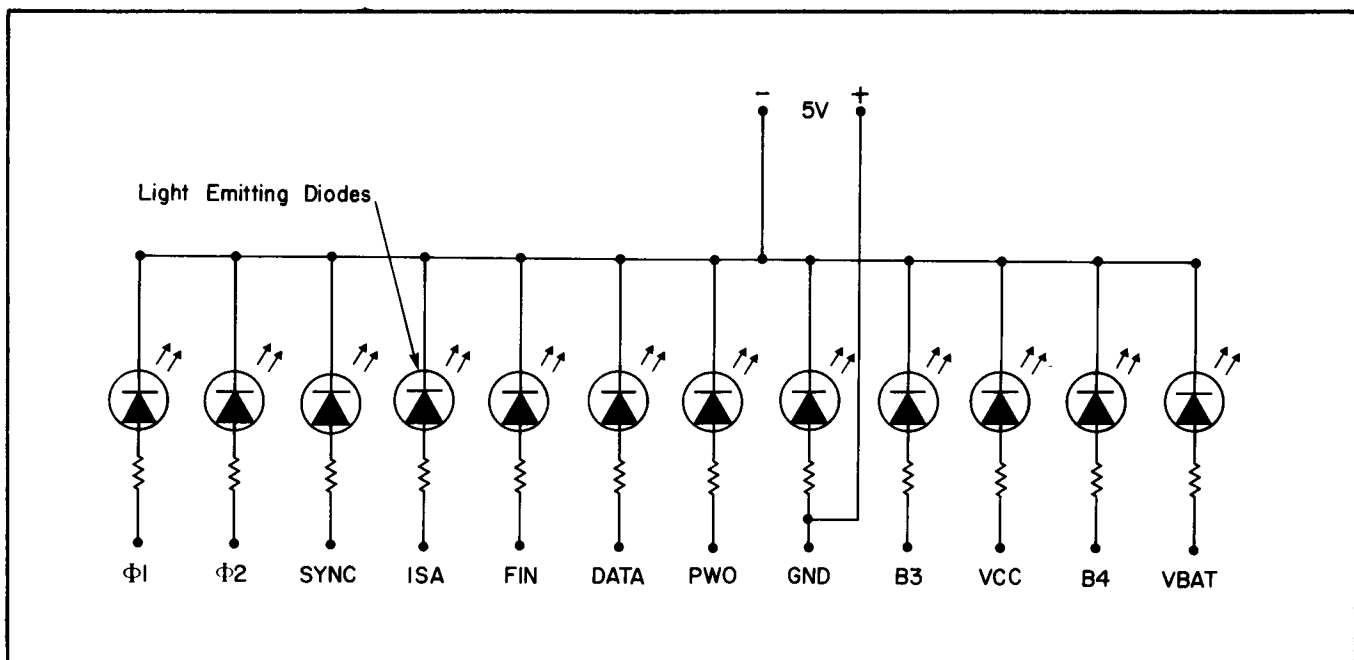 - 5V +
Light Emitting Diodes
Φ1 Φ2 SYNC ISA FIN DATA PWO GND B3 VCC B4 VBAT